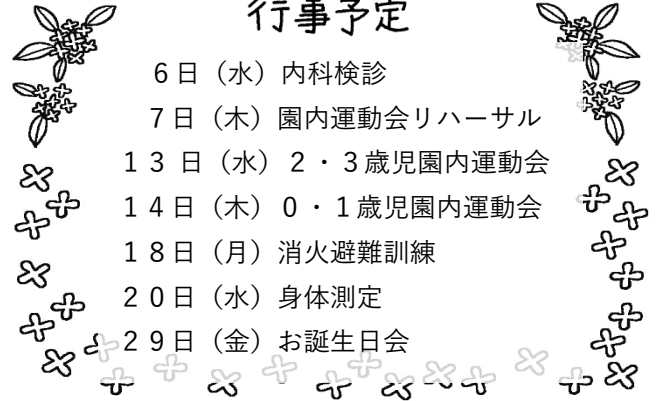 行事予定
6日（水）内科検診
7日（木）園内運動会リハーサル
13日（水）2・3歳児園内運動会
14日（木）0・1歳児園内運動会
18日（月）消火避難訓練
20日（水）身体測定
29日（金）お誕生日会